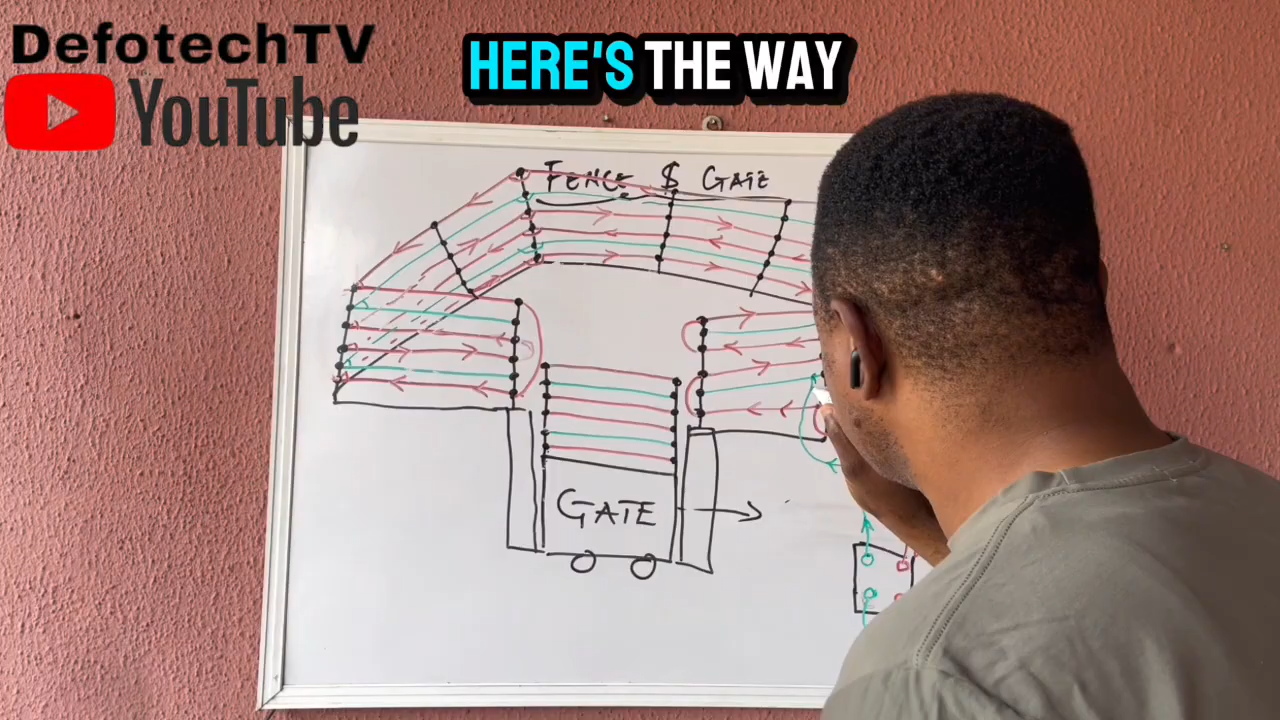 DefotechTV
YouTube
HERE'S THE WAY
FENCE $ GATE
GATE